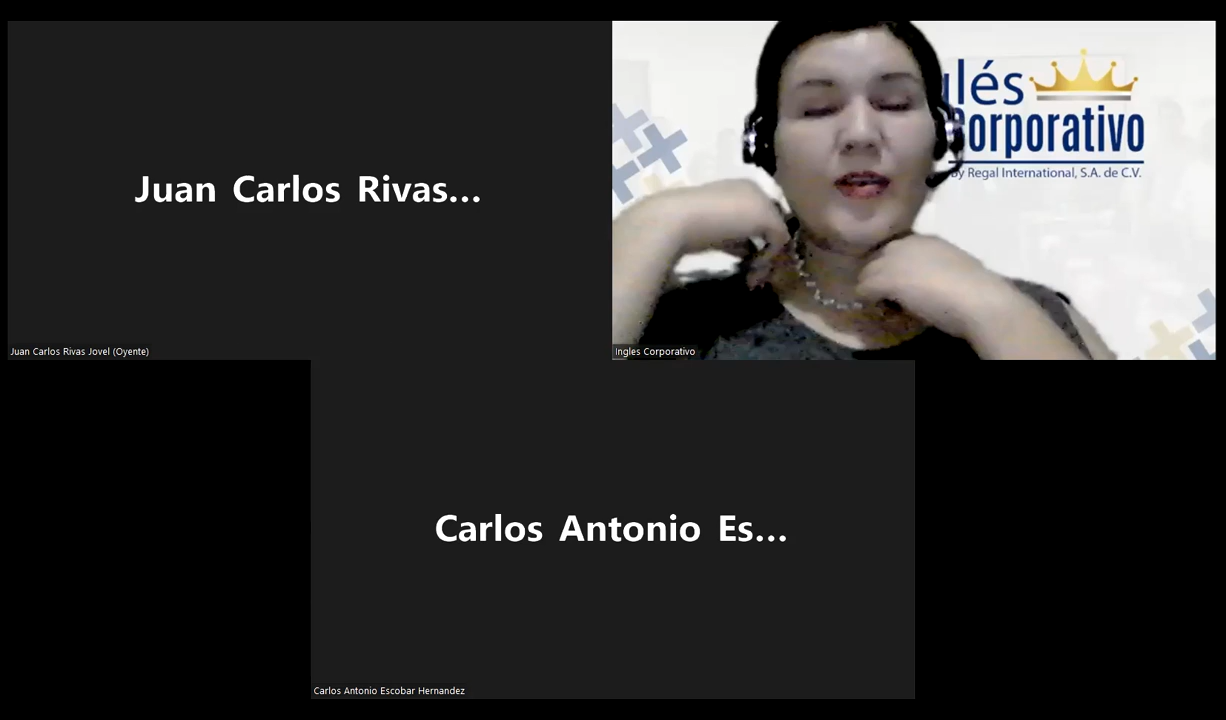 Juan Carlos Rivas...
Juan Carlos Rivas Jovel (Oyente)
lés
orporativo
By Regal International, S.A. de C.V.
Ingles Corporativo
Carlos Antonio Es...
Carlos Antonio Escobar Hernandez